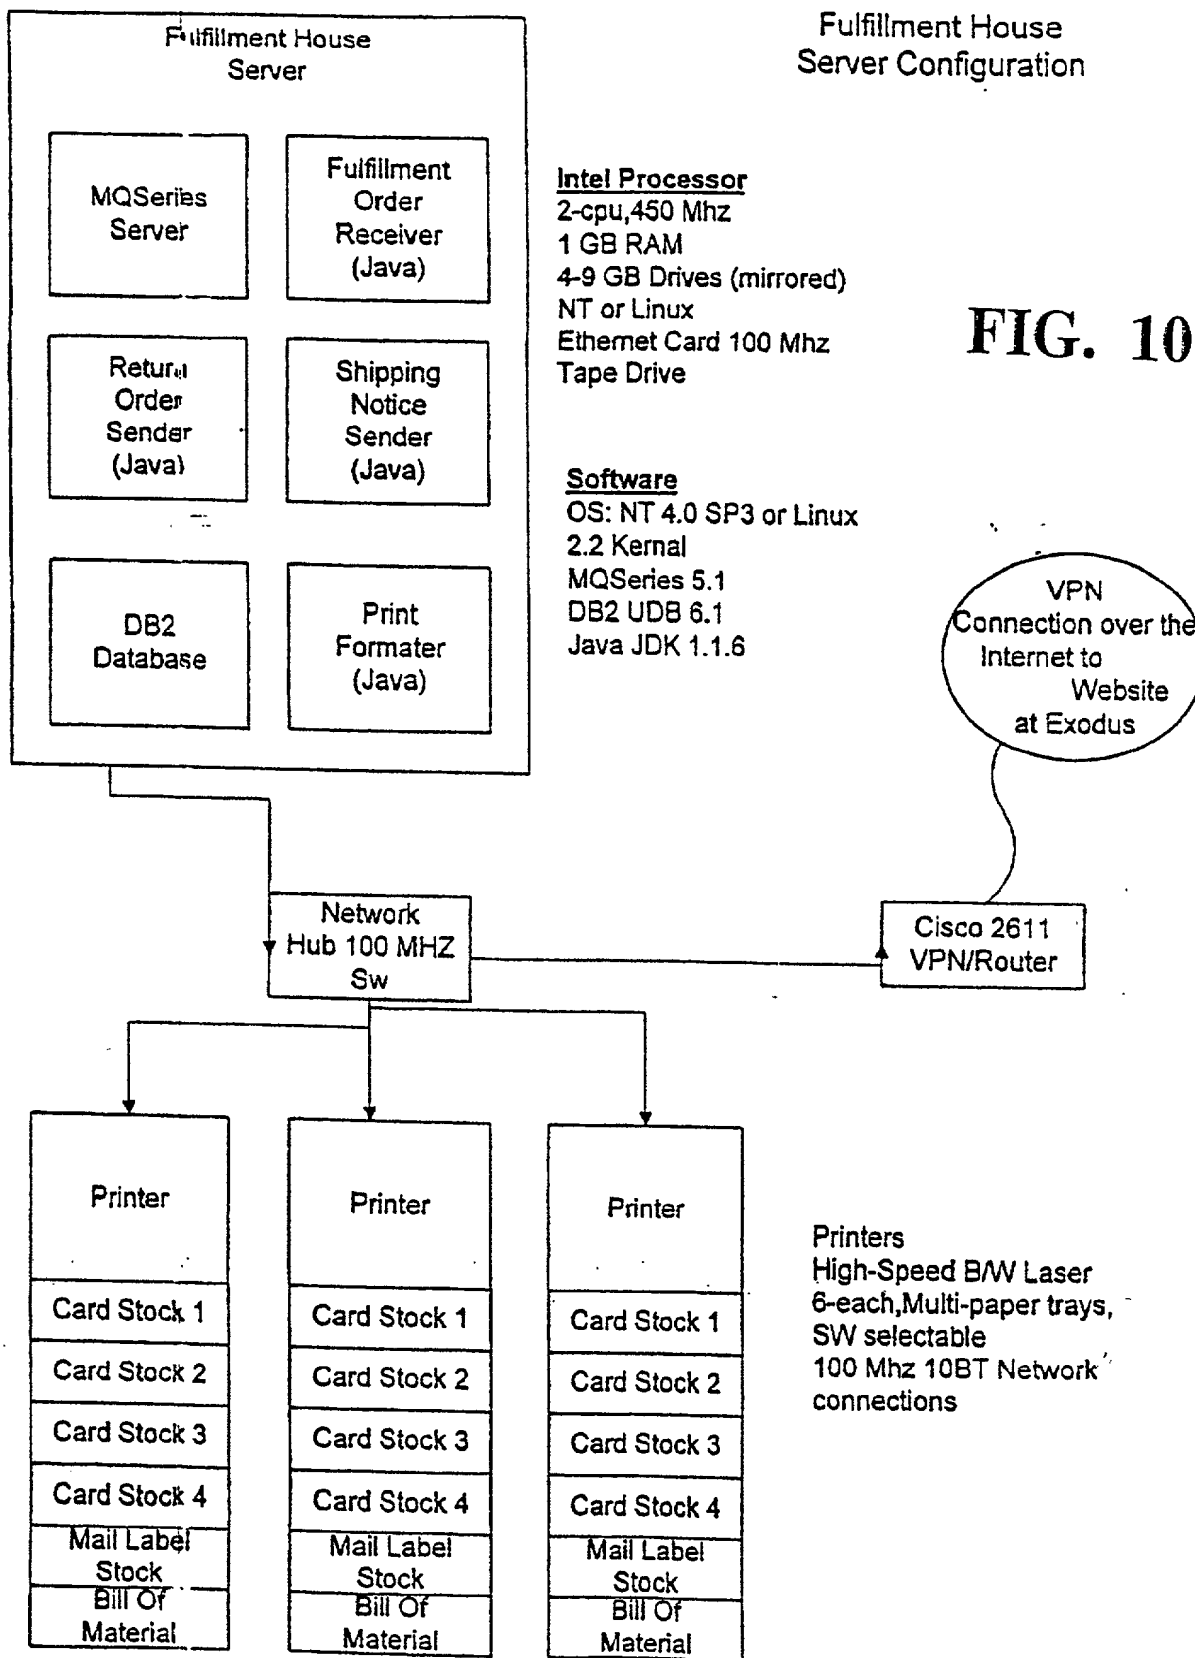 Fulfillment House
Server
Fulfillment House
Server Configuration
MQSeries
Server
Fulfillment
Order
Receiver
(Java)
Return
Order
Sender
(Java)
Shipping
Notice
Sender
(Java)
DB2
Database
Print
Formater
(Java)
Intel Processor
2-cpu,450 Mhz
1 GB RAM
4-9 GB Drives (mirrored)
NT or Linux
Ethernet Card 100 Mhz
Tape Drive
FIG. 10
Software
OS: NT 4.0 SP3 or Linux
2.2 Kernal
MQSeries 5.1
DB2 UDB 6.1
Java JDK 1.1.6
VPN
Connection over the
Internet to
Website
at Exodus
Network
Hub 100 MHZ
Sw
Cisco 2611
VPN/Router
Printer
Card Stock 1
Card Stock 2
Card Stock 3
Card Stock 4
Mail Label
Stock
Bill Of
Material
Printer
Card Stock 1
Card Stock 2
Card Stock 3
Card Stock 4
Mail Label
Stock
Bill Of
Material
Printer
Card Stock 1
Card Stock 2
Card Stock 3
Card Stock 4
Mail Label
Stock
Bill Of
Material
Printers
High-Speed B/W Laser
6-each,Multi-paper trays,
SW selectable
100 Mhz 10BT Network
connections